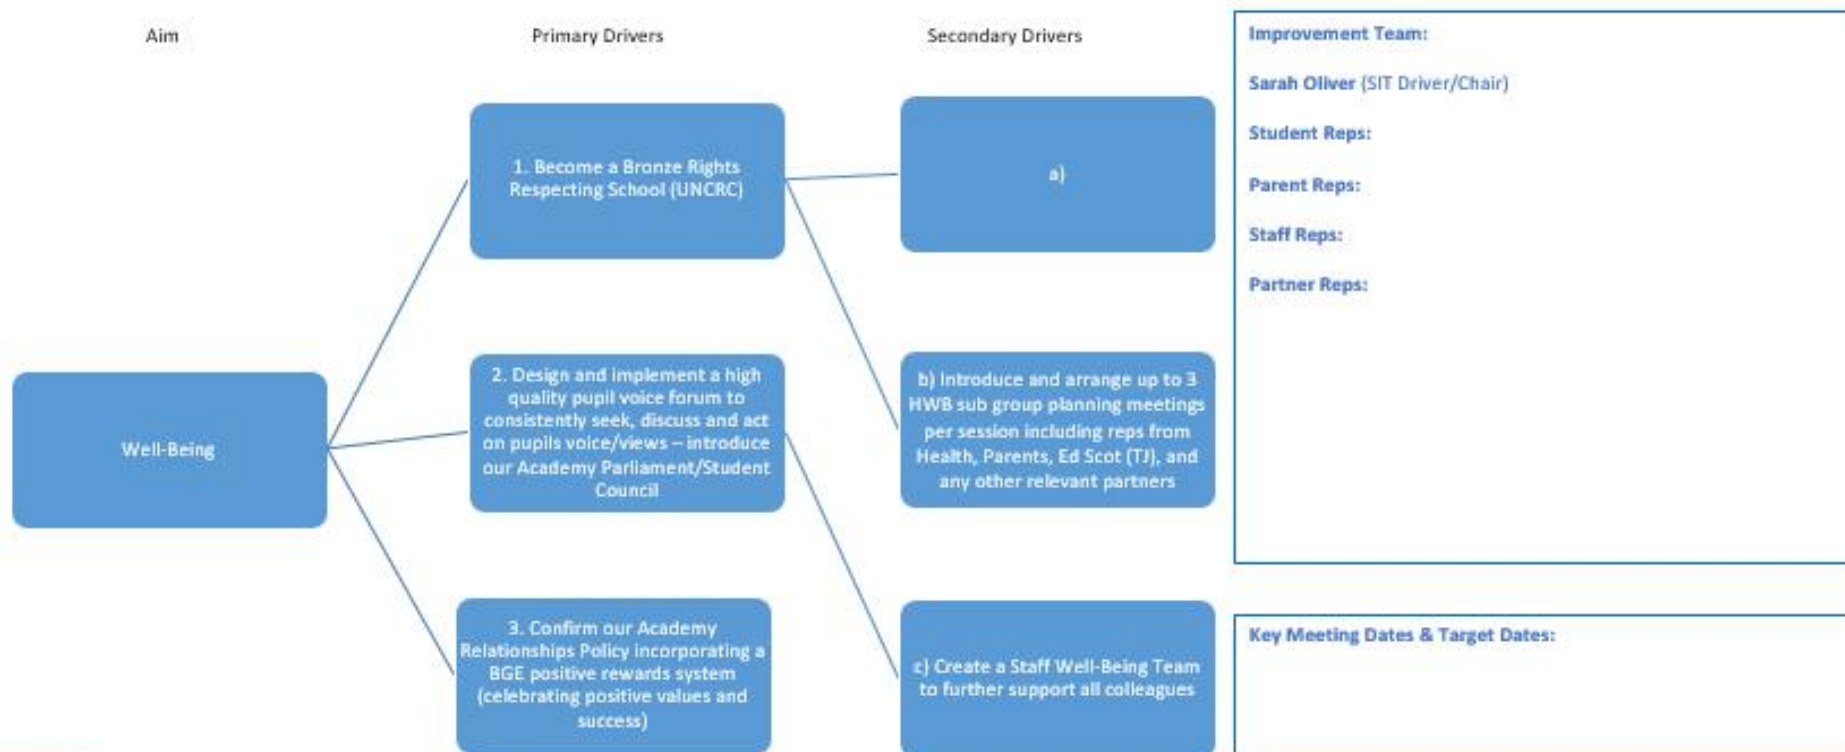 Aim
Primary Drivers
Secondary Drivers
Well-Being
1. Become a Bronze Rights
Respecting School (UNCRC)
2. Design and implement a high
quality pupil voice forum to
consistently seek, discuss and act
on pupils voice/views – introduce
our Academy Parliament/Student
Council
3. Confirm our Academy
Relationships Policy incorporating a
BGE positive rewards system
(celebrating positive values and
success)
a)
b) Introduce and arrange up to 3
HWB sub group planning meetings
per session including reps from
Health, Parents, Ed Scot (TJ), and
any other relevant partners
c) Create a Staff Well-Being Team
to further support all colleagues
Improvement Team:
Sarah Oliver (SIT Driver/Chair)
Student Reps:
Parent Reps:
Staff Reps:
Partner Reps:
Key Meeting Dates & Target Dates: